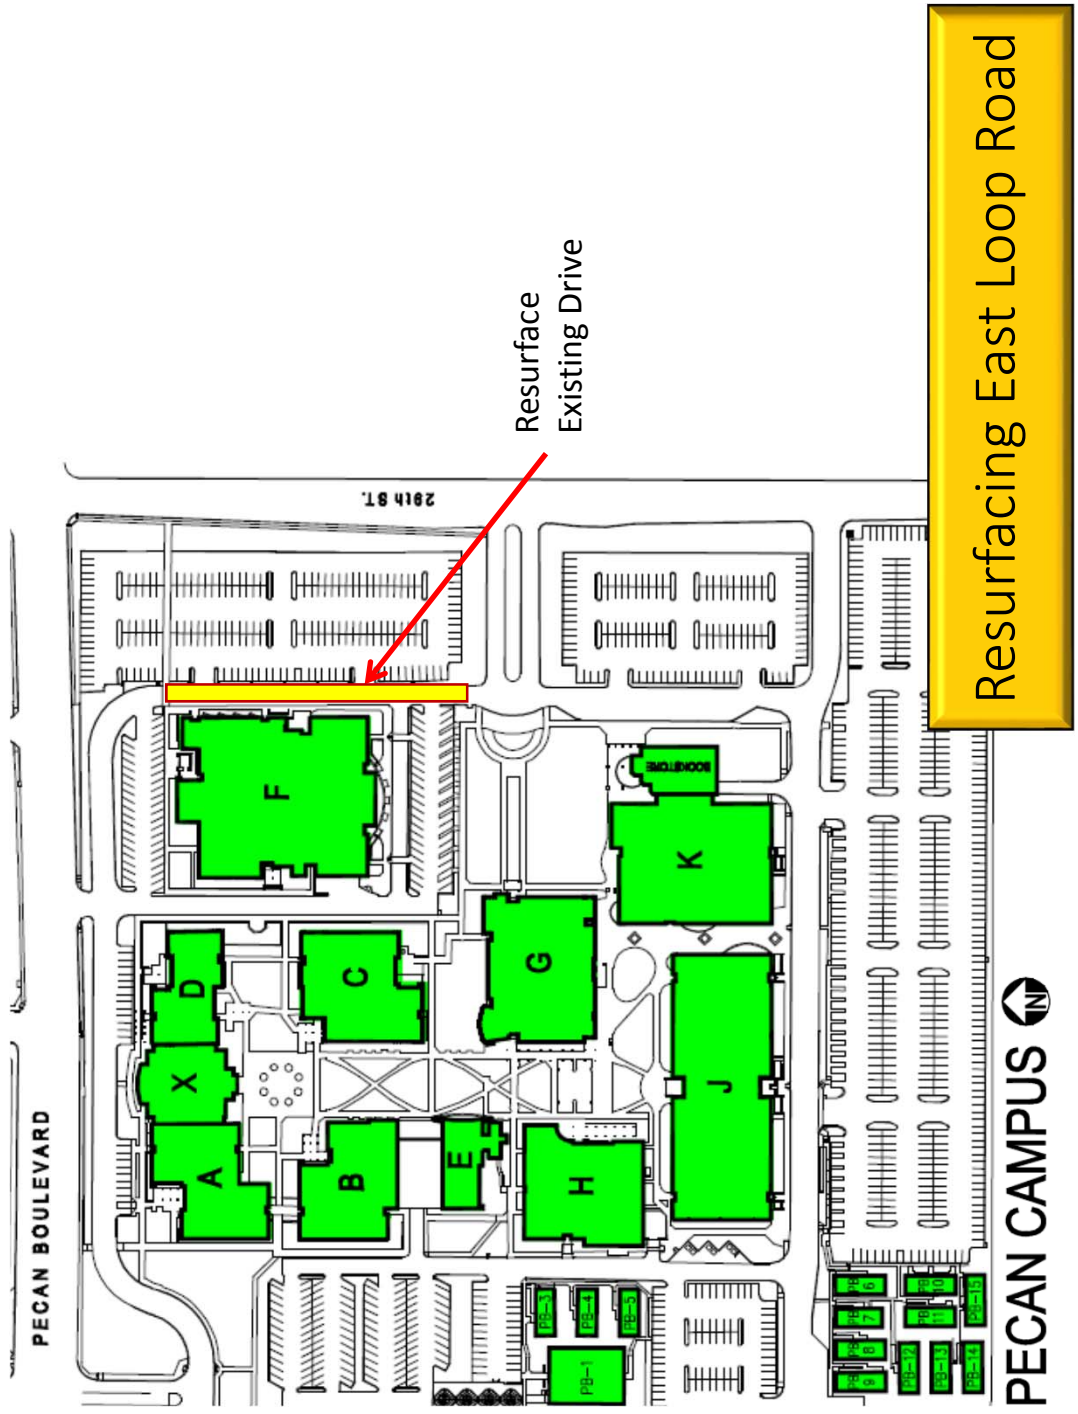 PECAN BOULEVARD
29th ST.
Resurface
Existing Drive
A
X
D
F
B
C
E
G
H
J
K
BOOKSTORE
PB-3
PB-4
PB-5
PB-1
PB 6
PB 7
PB 8
PB 9
PB 10
PB 11
PB-12
PB-13
PB-14
PB-15
PECAN CAMPUS
N
Resurfacing East Loop Road